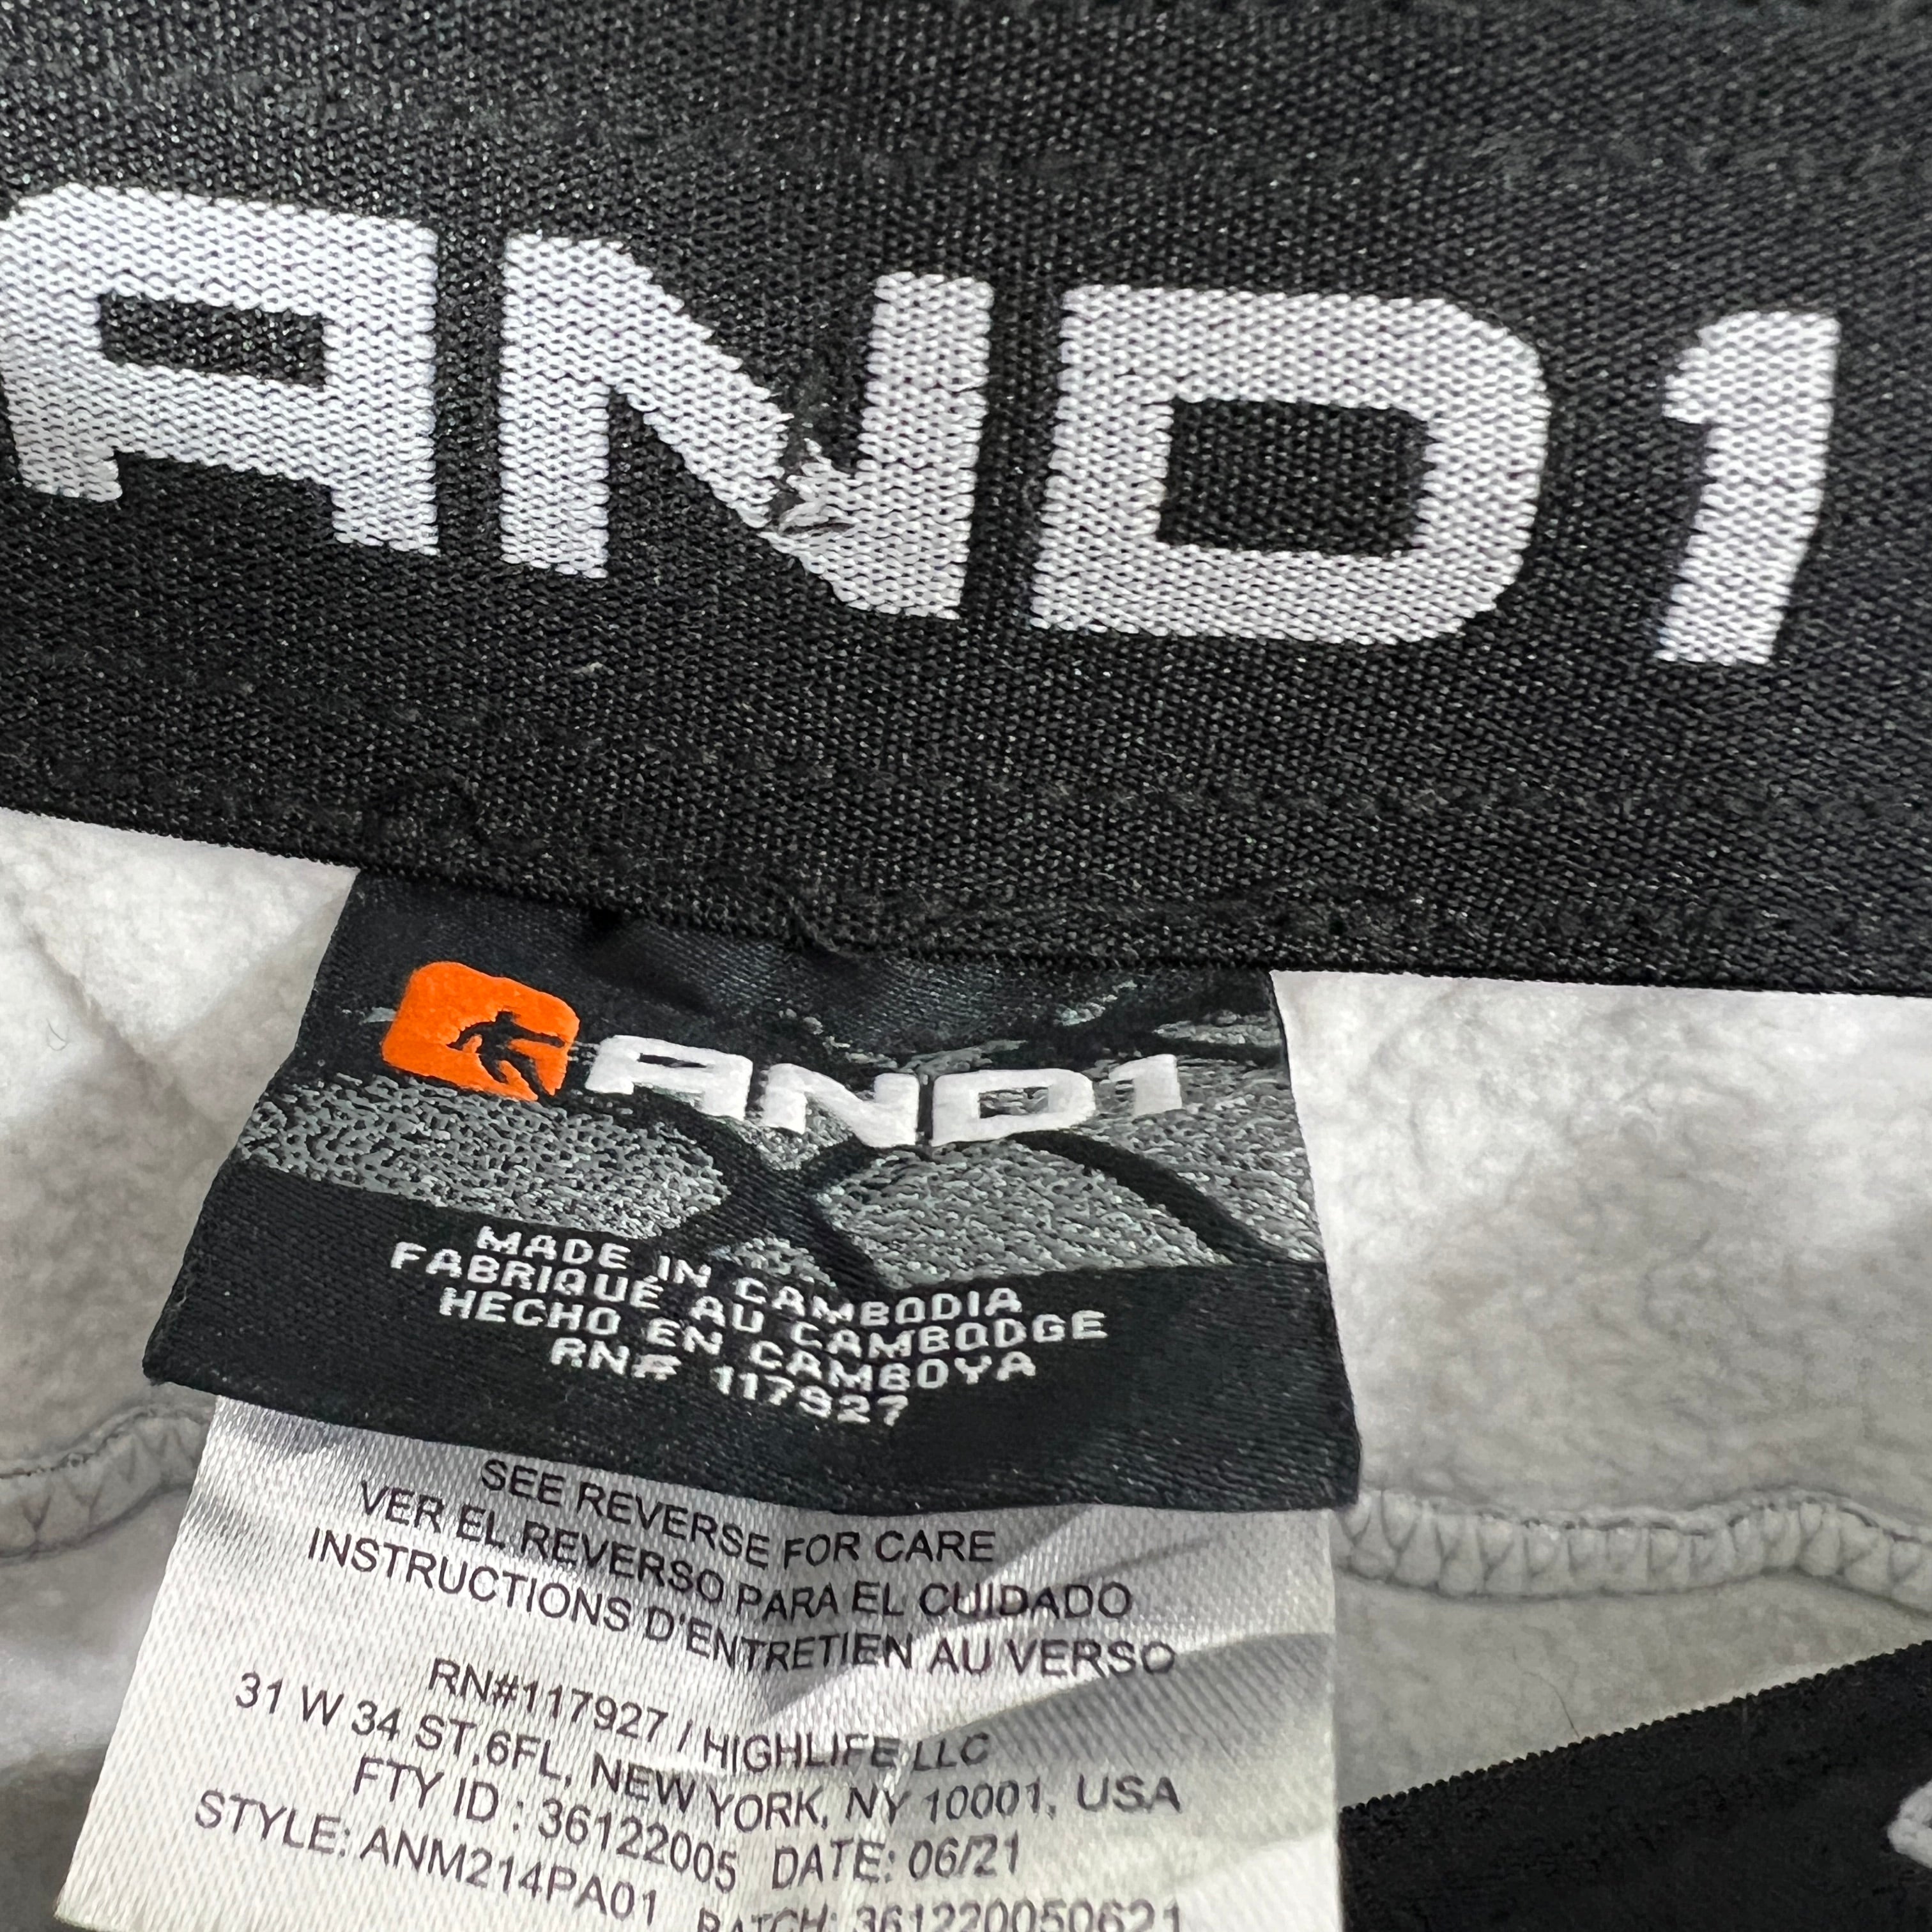 AND1
AND1
MADE IN CAMBODIA
FABRIQUÉ AU CAMBODGE
HECHO EN CAMBOYA
RN# 117927
SEE REVERSE FOR CARE
VER EL REVERSO PARA EL CUIDADO
INSTRUCTIONS D'ENTRETIEN AU VERSO
RN#117927 / HIGHLIFE LLC
31 W 34 ST,6FL, NEW YORK, NY 10001, USA
FTY ID : 36122005 DATE: 06/21
STYLE: ANM214PA01 BATCH: 361220050621